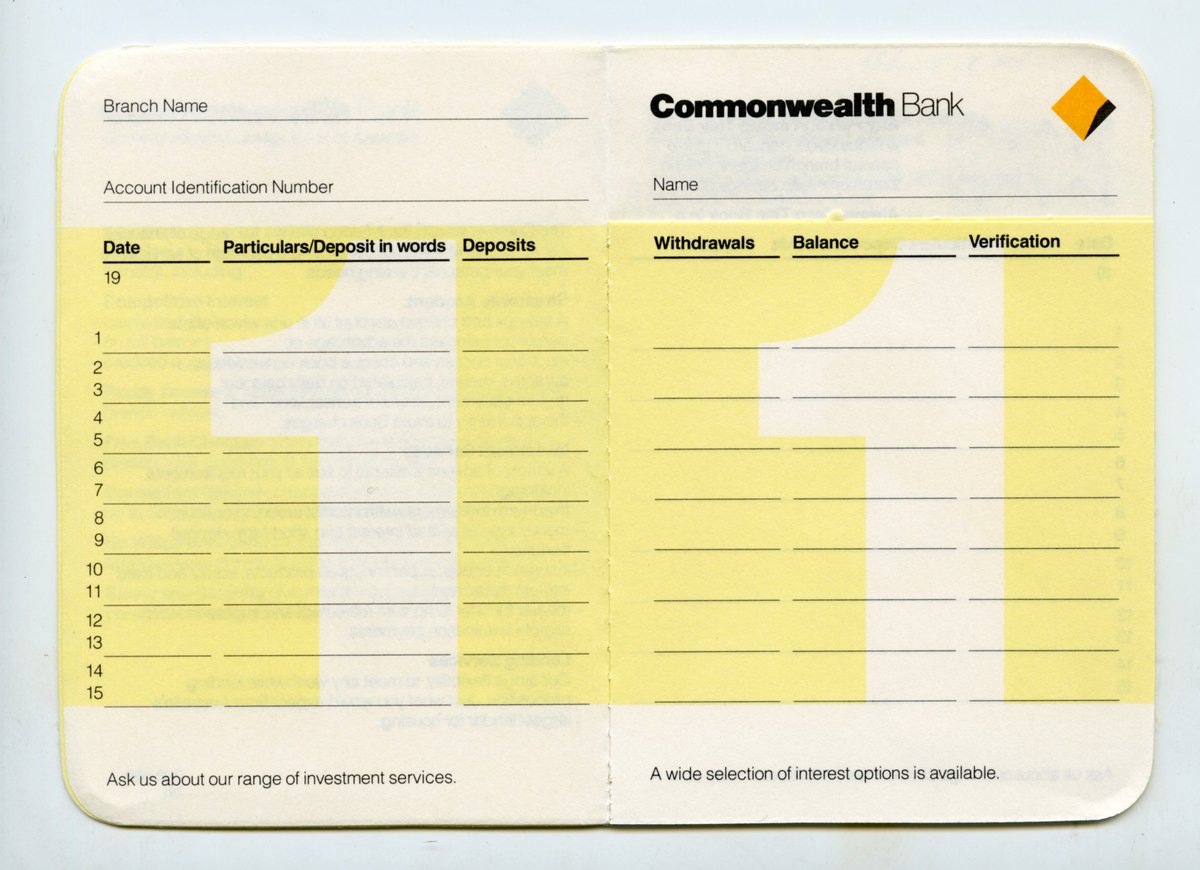 Branch Name
Account Identification Number
Date Particulars/Deposit in words Deposits
19
1
2
3
4
5
6
7
8
9
10
11
12
13
14
15
Ask us about our range of investment services.
Commonwealth Bank
Name
Withdrawals Balance Verification
1
1
A wide selection of interest options is available.